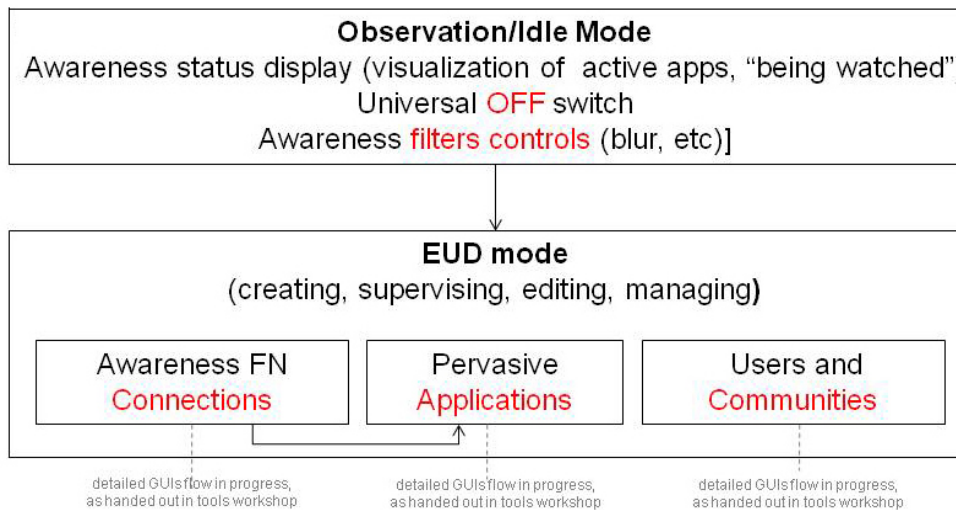 Observation/Idle Mode
Awareness status display (visualization of active apps, “being watched”)
Universal OFF switch
Awareness filters controls (blur, etc)]
EUD mode
(creating, supervising, editing, managing)
Awareness FN
Connections
Pervasive
Applications
Users and
Communities
detailed GUIs flow in progress,
as handed out in tools workshop
detailed GUIs flow in progress,
as handed out in tools workshop
detailed GUIs flow in progress,
as handed out in tools workshop